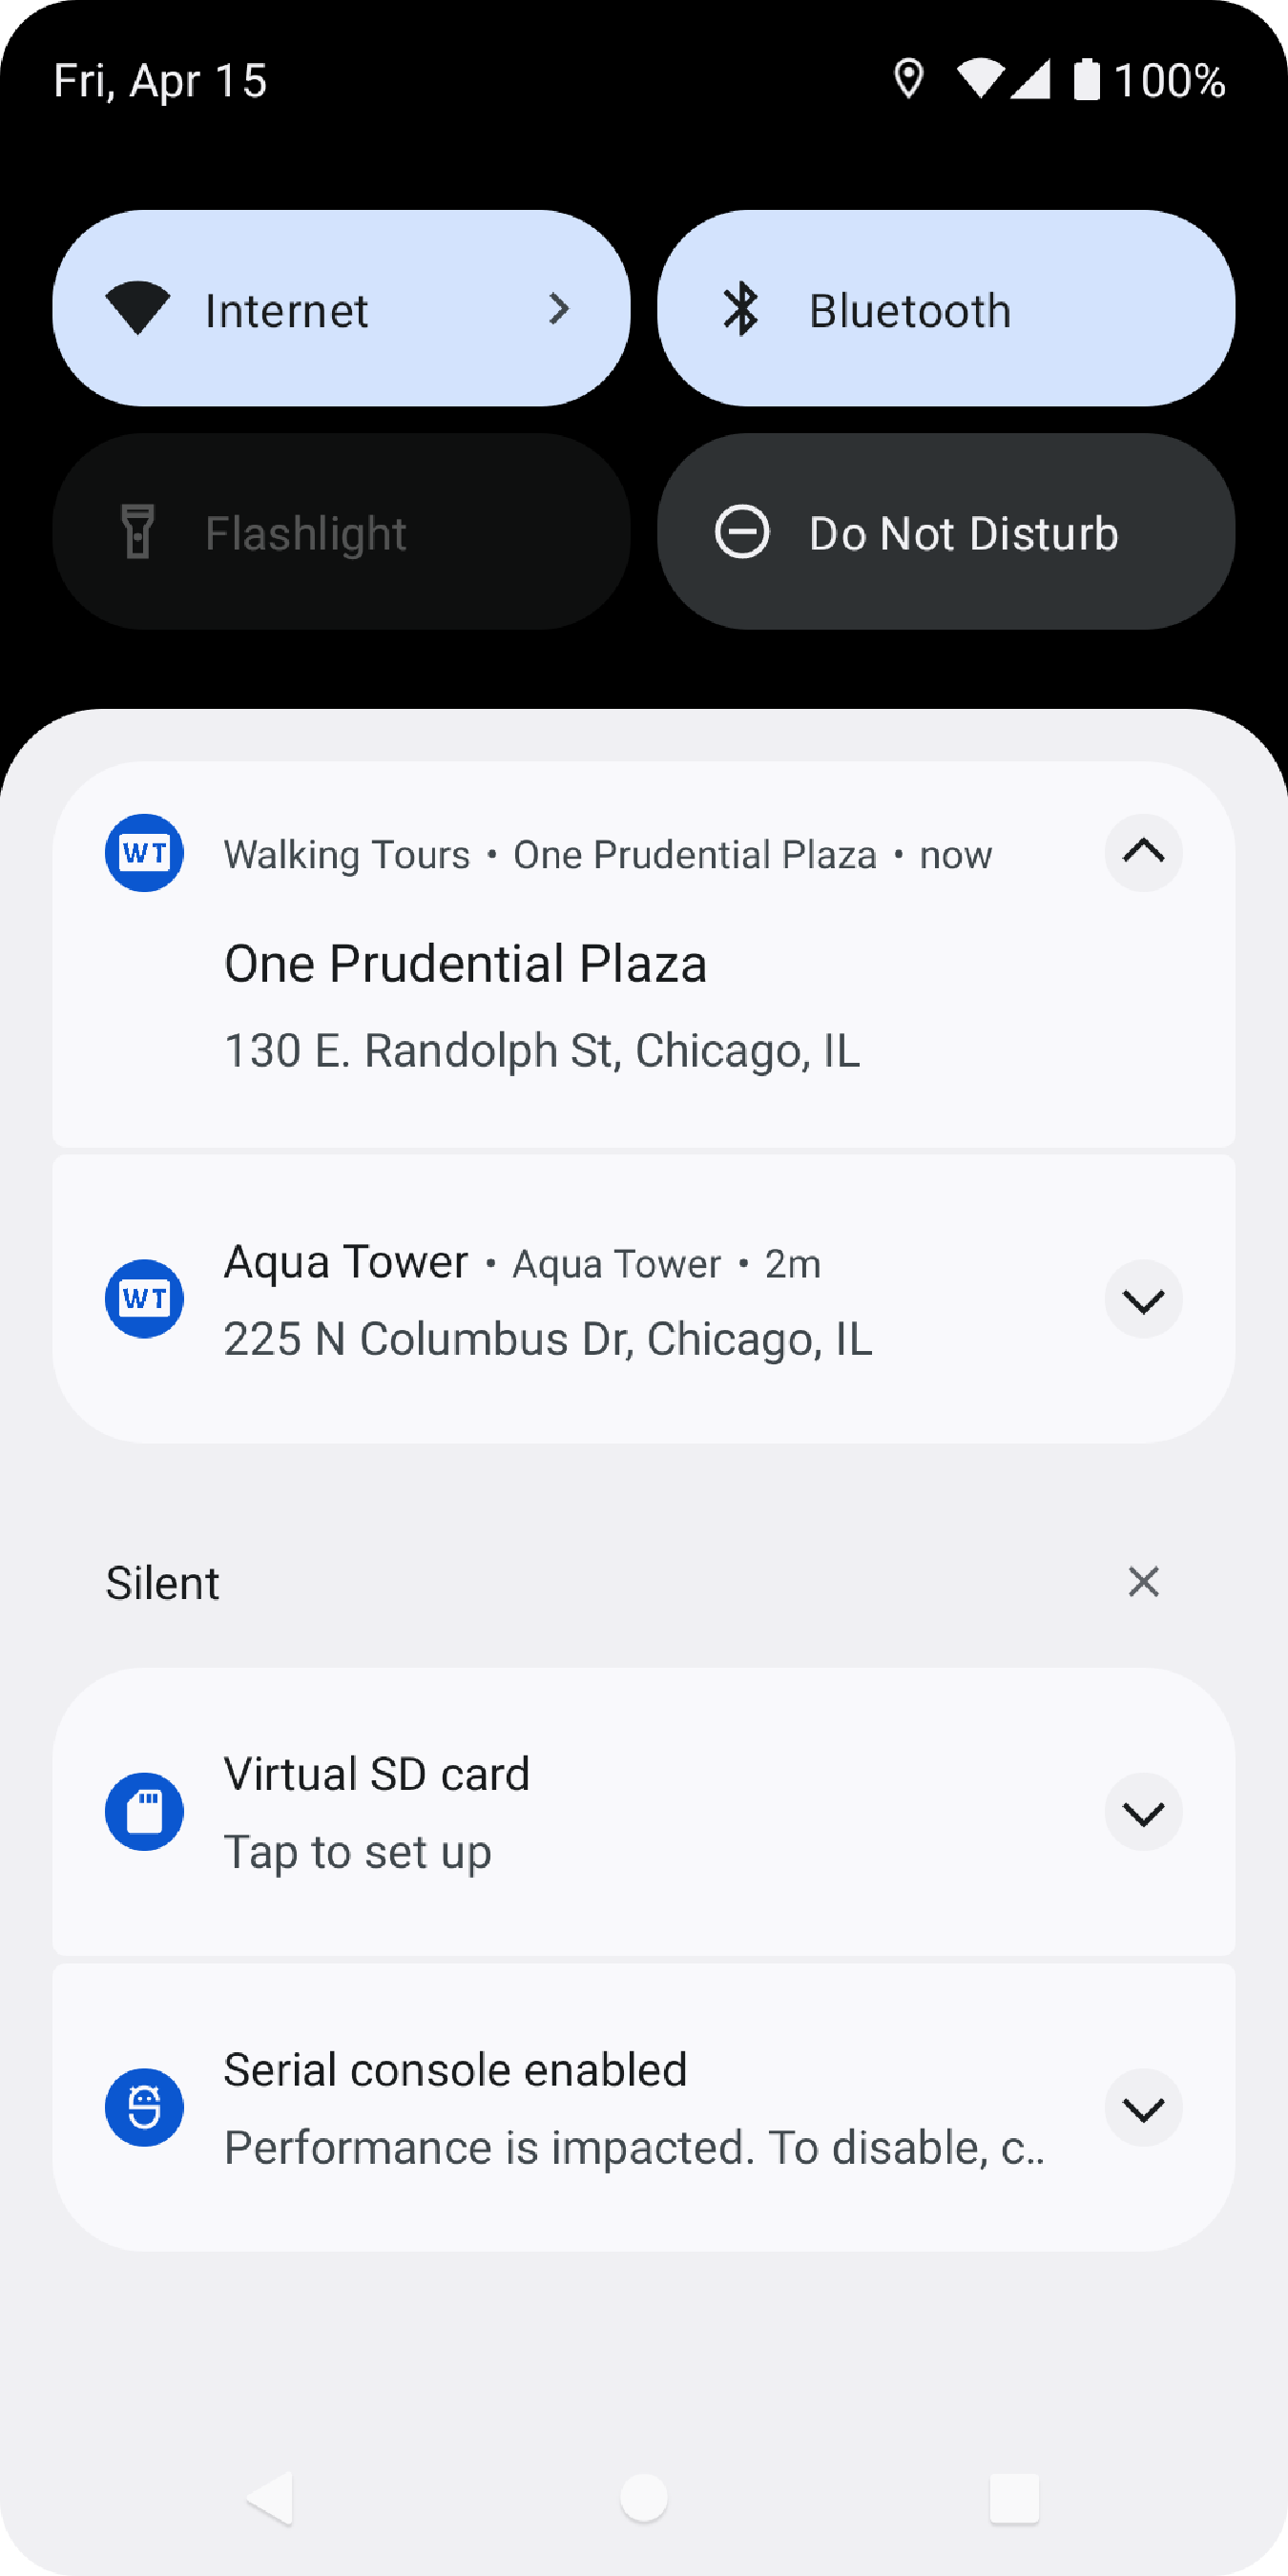 Fri, Apr 15 100%
Internet Bluetooth
Flashlight Do Not Disturb
WT Walking Tours • One Prudential Plaza • now
One Prudential Plaza
130 E. Randolph St, Chicago, IL
WT Aqua Tower • Aqua Tower • 2m
225 N Columbus Dr, Chicago, IL
Silent
Virtual SD card
Tap to set up
Serial console enabled
Performance is impacted. To disable, c..